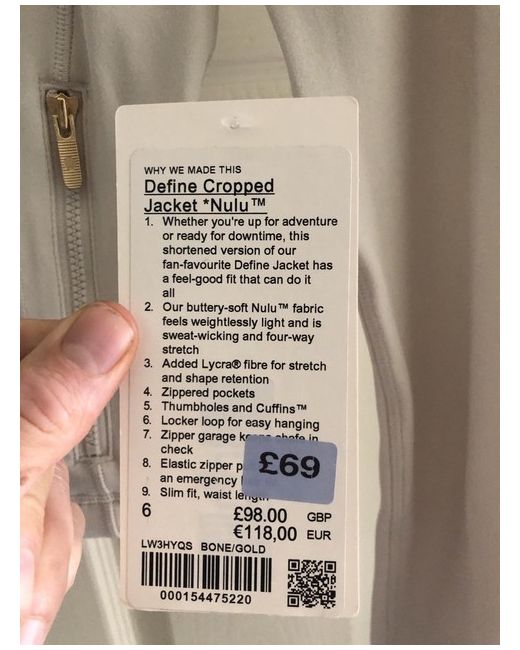 WHY WE MADE THIS
Define Cropped
Jacket *Nulu™
1. Whether you're up for adventure
or ready for downtime, this
shortened version of our
fan-favourite Define Jacket has
a feel-good fit that can do it
all
2. Our buttery-soft Nulu™ fabric
feels weightlessly light and is
sweat-wicking and four-way
stretch
3. Added Lycra® fibre for stretch
and shape retention
4. Zippered pockets
5. Thumbholes and Cuffins™
6. Locker loop for easy hanging
7. Zipper garage keeps chafe in
check
8. Elastic zipper
an emergency
9. Slim fit, waist length
£69
6 £98.00 GBP
€118,00 EUR
LW3HYQS BONE/GOLD
000154475220